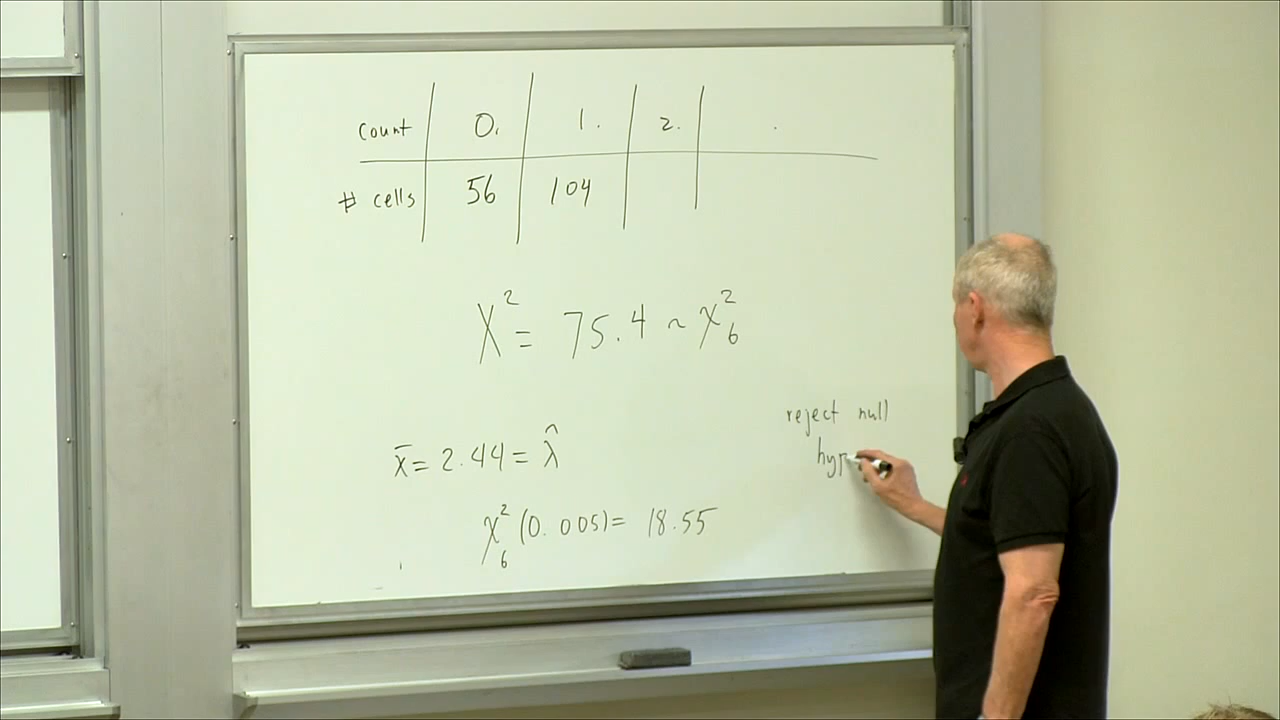 count 0. 1. 2. .
# cells 56 104
X² = 75.4 ~ χ²₆
reject null
hyp
x̄ = 2.44 = λ̂
χ²₆ (0.005) = 18.55